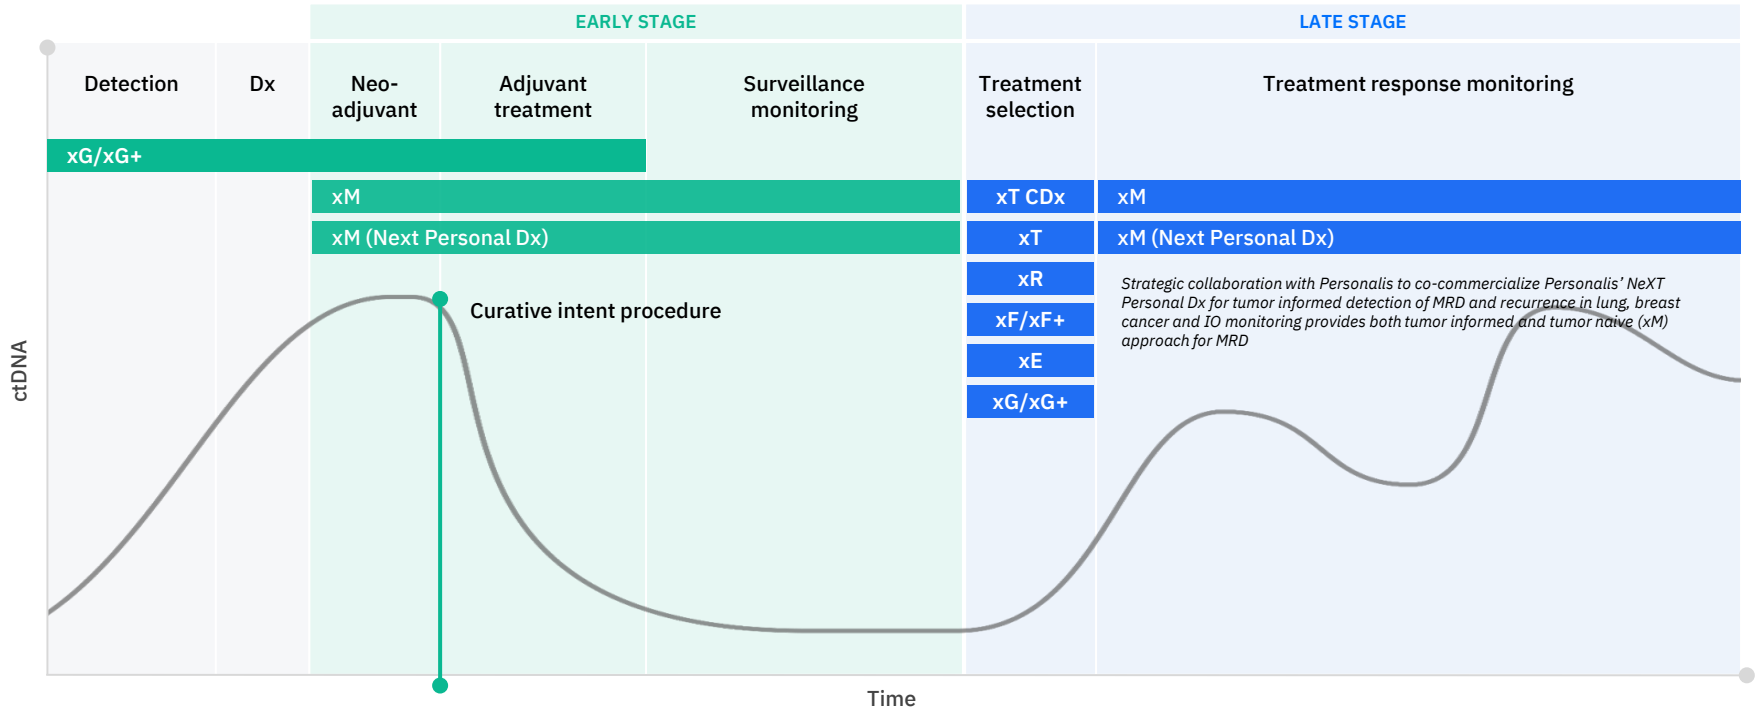 EARLY STAGE
LATE STAGE
Detection
Dx
Neo-
adjuvant
Adjuvant
treatment
Surveillance
monitoring
Treatment
selection
Treatment response monitoring
xG/xG+
xM
xT CDx
xM
xM (Next Personal Dx)
xT
xM (Next Personal Dx)
xR
xF/xF+
xE
xG/xG+
Strategic collaboration with Personalis to co-commercialize Personalis’ NeXT
Personal Dx for tumor informed detection of MRD and recurrence in lung, breast
cancer and IO monitoring provides both tumor informed and tumor naive (xM)
approach for MRD
Curative intent procedure
ctDNA
Time